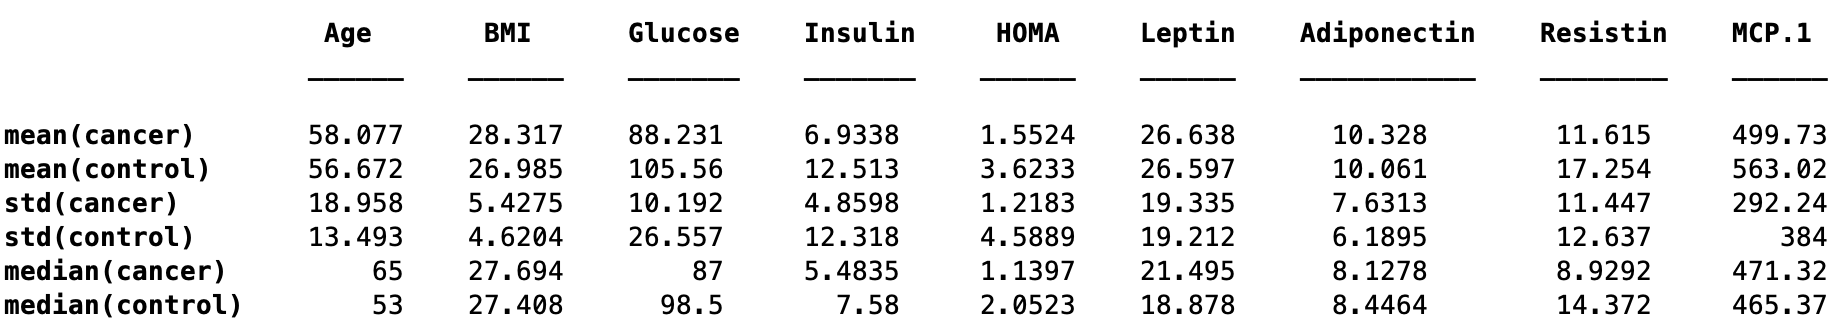 Age BMI Glucose Insulin HOMA Leptin Adiponectin Resistin MCP.1
mean(cancer) 58.077 28.317 88.231 6.9338 1.5524 26.638 10.328 11.615 499.73
mean(control) 56.672 26.985 105.56 12.513 3.6233 26.597 10.061 17.254 563.02
std(cancer) 18.958 5.4275 10.192 4.8598 1.2183 19.335 7.6313 11.447 292.24
std(control) 13.493 4.6204 26.557 12.318 4.5889 19.212 6.1895 12.637 384
median(cancer) 65 27.694 87 5.4835 1.1397 21.495 8.1278 8.9292 471.32
median(control) 53 27.408 98.5 7.58 2.0523 18.878 8.4464 14.372 465.37